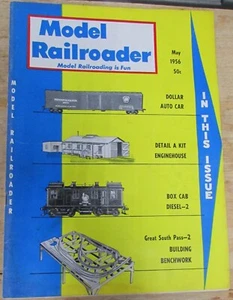 Model
Railroader
Model Railroading is Fun
May
1956
50¢
MODEL RAILROADER
IN THIS ISSUE
DOLLAR
AUTO CAR
DETAIL A KIT
ENGINEHOUSE
BOX CAB
DIESEL—2
Great South Pass—2
BUILDING
BENCHWORK